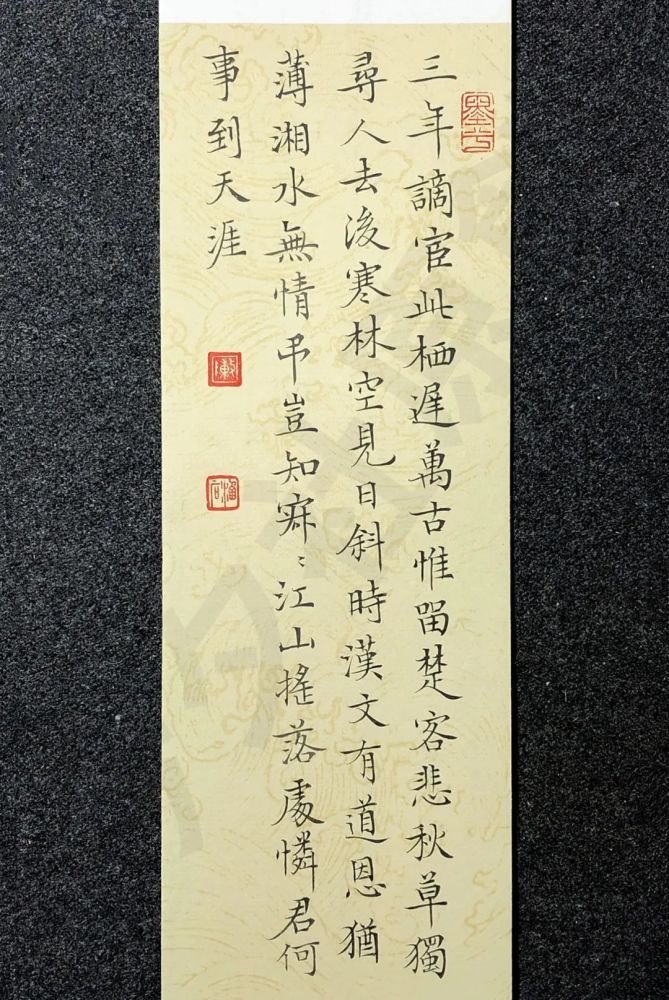 三年謫宦此栖遲萬古惟留楚客悲秋草獨
尋人去後寒林空見日斜時漢文有道恩猶
薄湘水無情弔豈知寂〻江山搖落處憐君何
事到天涯